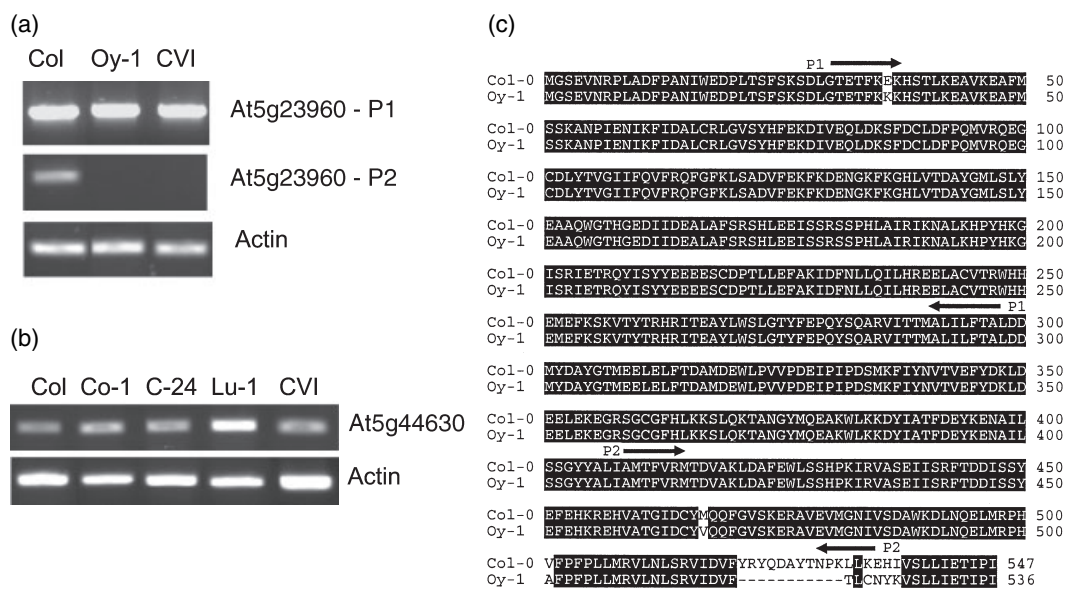 (a)
Col Oy-1 CVI
At5g23960 - P1
At5g23960 - P2
Actin
(b)
Col Co-1 C-24 Lu-1 CVI
At5g44630
Actin
(c)
P1
Col-0 MGSEVNRPLADFPANIWEDPLTSFSKSDLGTETFKEKHSTLKEAVKEAFM 50
Oy-1 MGSEVNRPLADFPANIWEDPLTSFSKSDLGTETFKKKHSTLKEAVKEAFM 50
Col-0 SSKANPIENIKFIDALCRLGVSYHFEKDIVEQLDKSFDCLDFPQMVRQEG 100
Oy-1 SSKANPIENIKFIDALCRLGVSYHFEKDIVEQLDKSFDCLDFPQMVRQEG 100
Col-0 CDLYTVGIIFQVFRQFGFKLSADVFEKFKDENGKFKGHLVTDAYGMLSLY 150
Oy-1 CDLYTVGIIFQVFRQFGFKLSADVFEKFKDENGKFKGHLVTDAYGMLSLY 150
Col-0 EAAQWGTHGEDIIDEALAFSRSHLEEISSRSSPHLAIRIKNALKHPYHKG 200
Oy-1 EAAQWGTHGEDIIDEALAFSRSHLEEISSRSSPHLAIRIKNALKHPYHKG 200
Col-0 ISRIETRQYISYYEEEESCDPTLLEFAKIDFNLLQILHREELACVTRWHH 250
Oy-1 ISRIETRQYISYYEEEESCDPTLLEFAKIDFNLLQILHREELACVTRWHH 250
P1
Col-0 EMEFKSKVTYTRHRITEAYLWSLGTYFEPQYSQARVITTMALILFTALDD 300
Oy-1 EMEFKSKVTYTRHRITEAYLWSLGTYFEPQYSQARVITTMALILFTALDD 300
Col-0 MYDAYGTMEELELFTDAMDEWLPVVPDEIPIPDSMKFIYNVTVEFYDKLD 350
Oy-1 MYDAYGTMEELELFTDAMDEWLPVVPDEIPIPDSMKFIYNVTVEFYDKLD 350
Col-0 EELEKEGRSGCGFHLKKSLQKTANGYMQEAKWLKKDYIATFDEYKENAIL 400
Oy-1 EELEKEGRSGCGFHLKKSLQKTANGYMQEAKWLKKDYIATFDEYKENAIL 400
P2
Col-0 SSGYYALIAMTFVRMTDVAKLDAFEWLSSHPKIRVASEIISRFTDDISSY 450
Oy-1 SSGYYALIAMTFVRMTDVAKLDAFEWLSSHPKIRVASEIISRFTDDISSY 450
Col-0 EFEHKREHVATGIDCYMQQFGVSKERAVEVMGNIVSDAWKDLNQELMRPH 500
Oy-1 EFEHKREHVATGIDCYVQQFGVSKERAVEVMGNIVSDAWKDLNQELMRPH 500
P2
Col-0 VFPFPLLMRVLNLSRVIDVFYRYQDAYTNPKLLKEHIVSLLIETIPI 547
Oy-1 AFPFPLLMRVLNLSRVIDVF-----------TLCNYKVSLLIETIPI 536